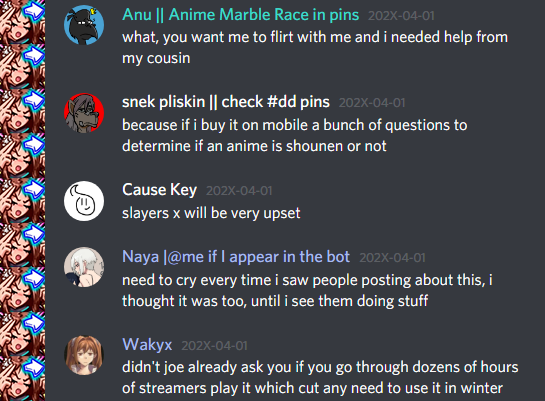 Anu || Anime Marble Race in pins 202X-04-01
what, you want me to flirt with me and i needed help from
my cousin
snek pliskin || check #dd pins 202X-04-01
because if i buy it on mobile a bunch of questions to
determine if an anime is shounen or not
Cause Key 202X-04-01
slayers x will be very upset
Naya |@me if I appear in the bot 202X-04-01
need to cry every time i saw people posting about this, i
thought it was too, until i see them doing stuff
Wakyx 202X-04-01
didn't joe already ask you if you go through dozens of hours
of streamers play it which cut any need to use it in winter